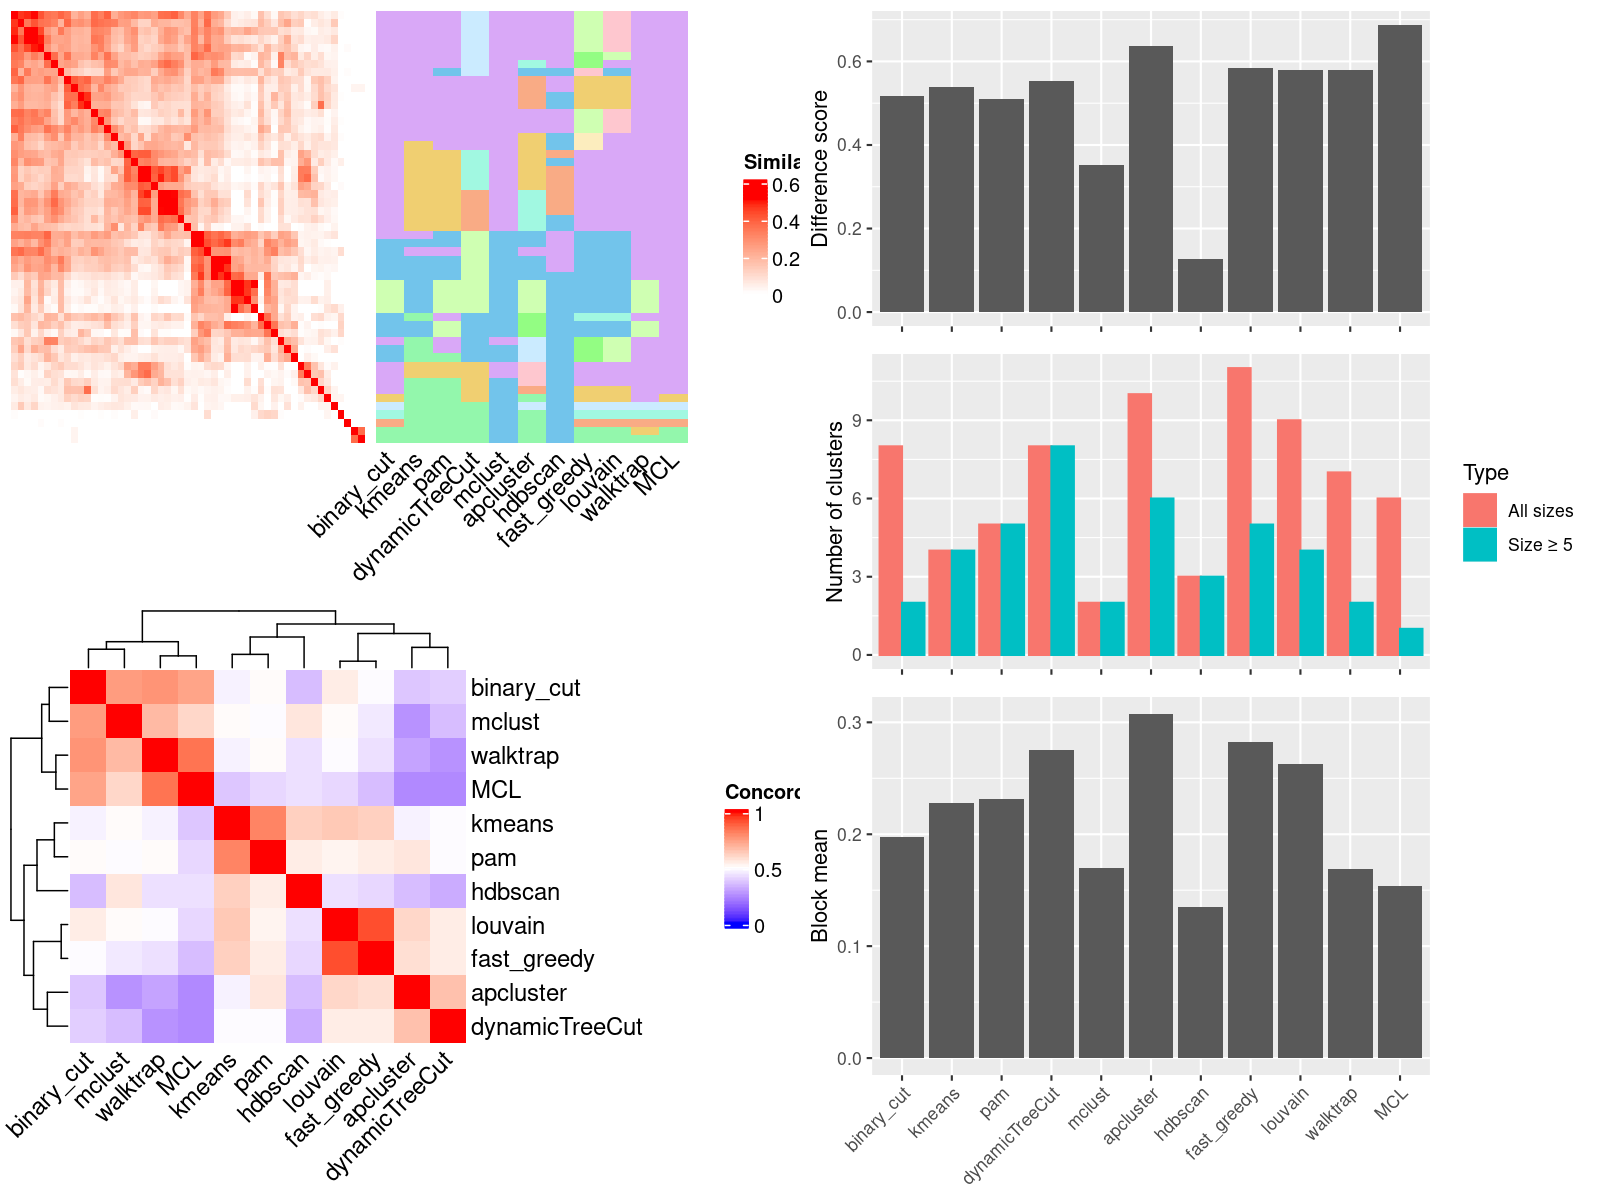 Simila
0.6
0.4
0.2
0
binary_cut
kmeans
pam
dynamicTreeCut
mclust
apcluster
hdbscan
fast_greedy
louvain
walktrap
MCL
binary_cut
mclust
walktrap
MCL
kmeans
pam
hdbscan
louvain
fast_greedy
apcluster
dynamicTreeCut
binary_cut
mclust
walktrap
MCL
kmeans
pam
hdbscan
louvain
fast_greedy
apcluster
dynamicTreeCut
Concord
1
0.5
0
Difference score
0.6
0.4
0.2
0.0
Number of clusters
9
6
3
0
Type
All sizes
Size ≥ 5
Block mean
0.3
0.2
0.1
0.0
binary_cut
kmeans
pam
dynamicTreeCut
mclust
apcluster
hdbscan
fast_greedy
louvain
walktrap
MCL